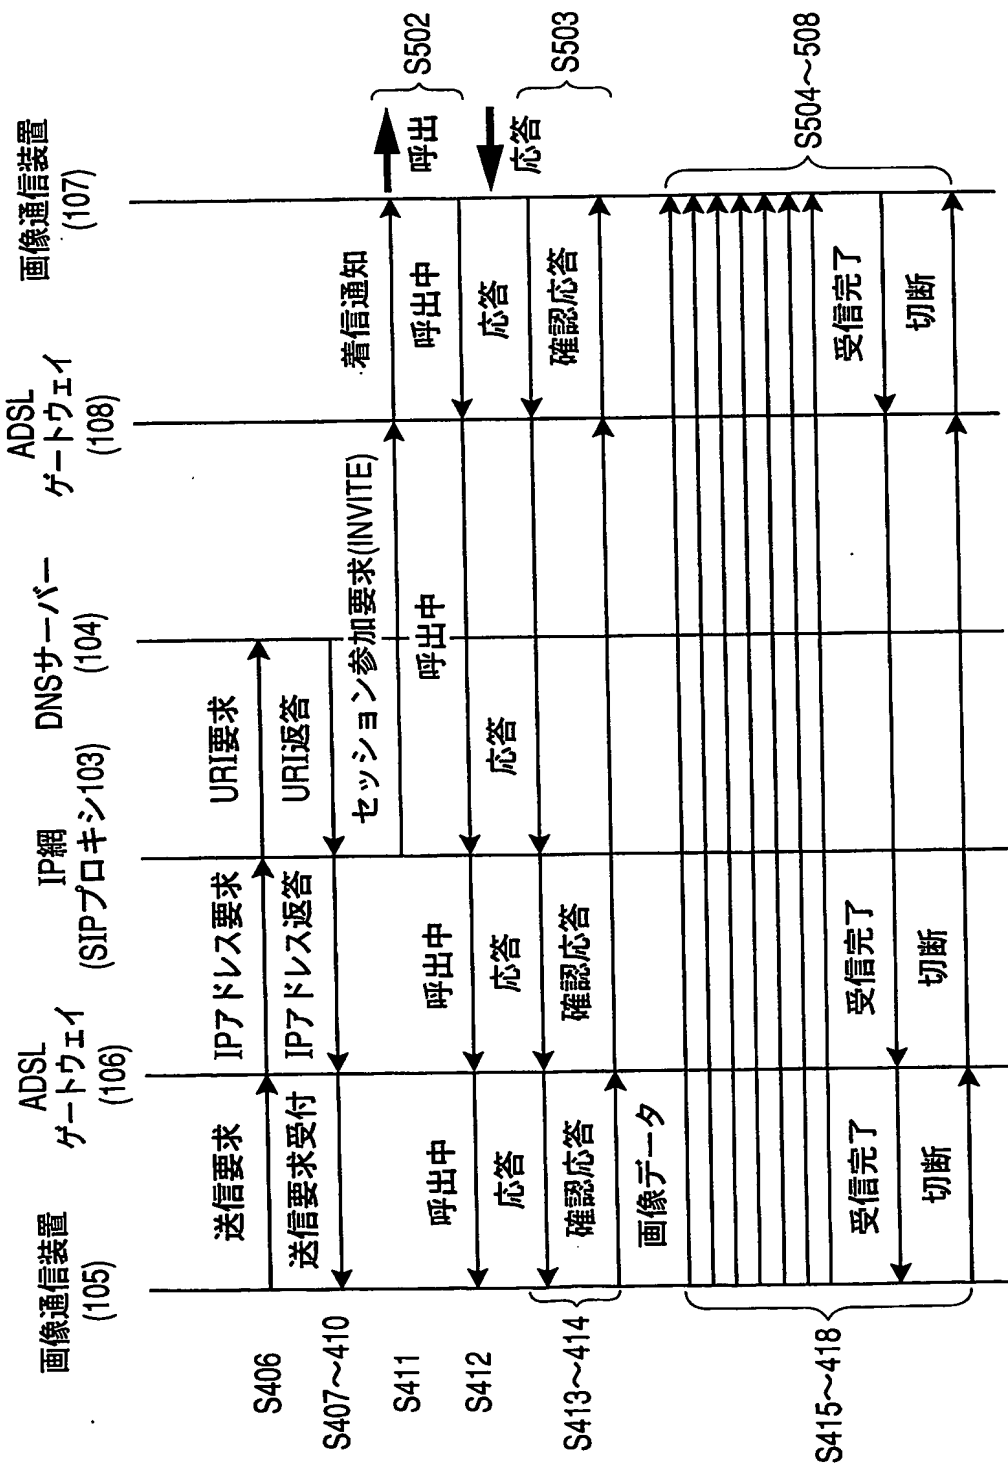 画像通信装置
(105)
ADSL
ゲートウェイ
(106)
IP網
(SIPプロキシ103)
DNSサーバー
(104)
ADSL
ゲートウェイ
(108)
画像通信装置
(107)
S406
送信要求
IPアドレス要求
URI要求
S407～410
送信要求受付
IPアドレス返答
URI返答
S411
セッション参加要求(INVITE)
着信通知
呼出
S502
S412
呼出中
呼出中
呼出中
呼出中
応答
応答
応答
応答
応答
S503
S413～414
確認応答
確認応答
確認応答
画像データ
S415～418
S504～508
受信完了
受信完了
受信完了
切断
切断
切断